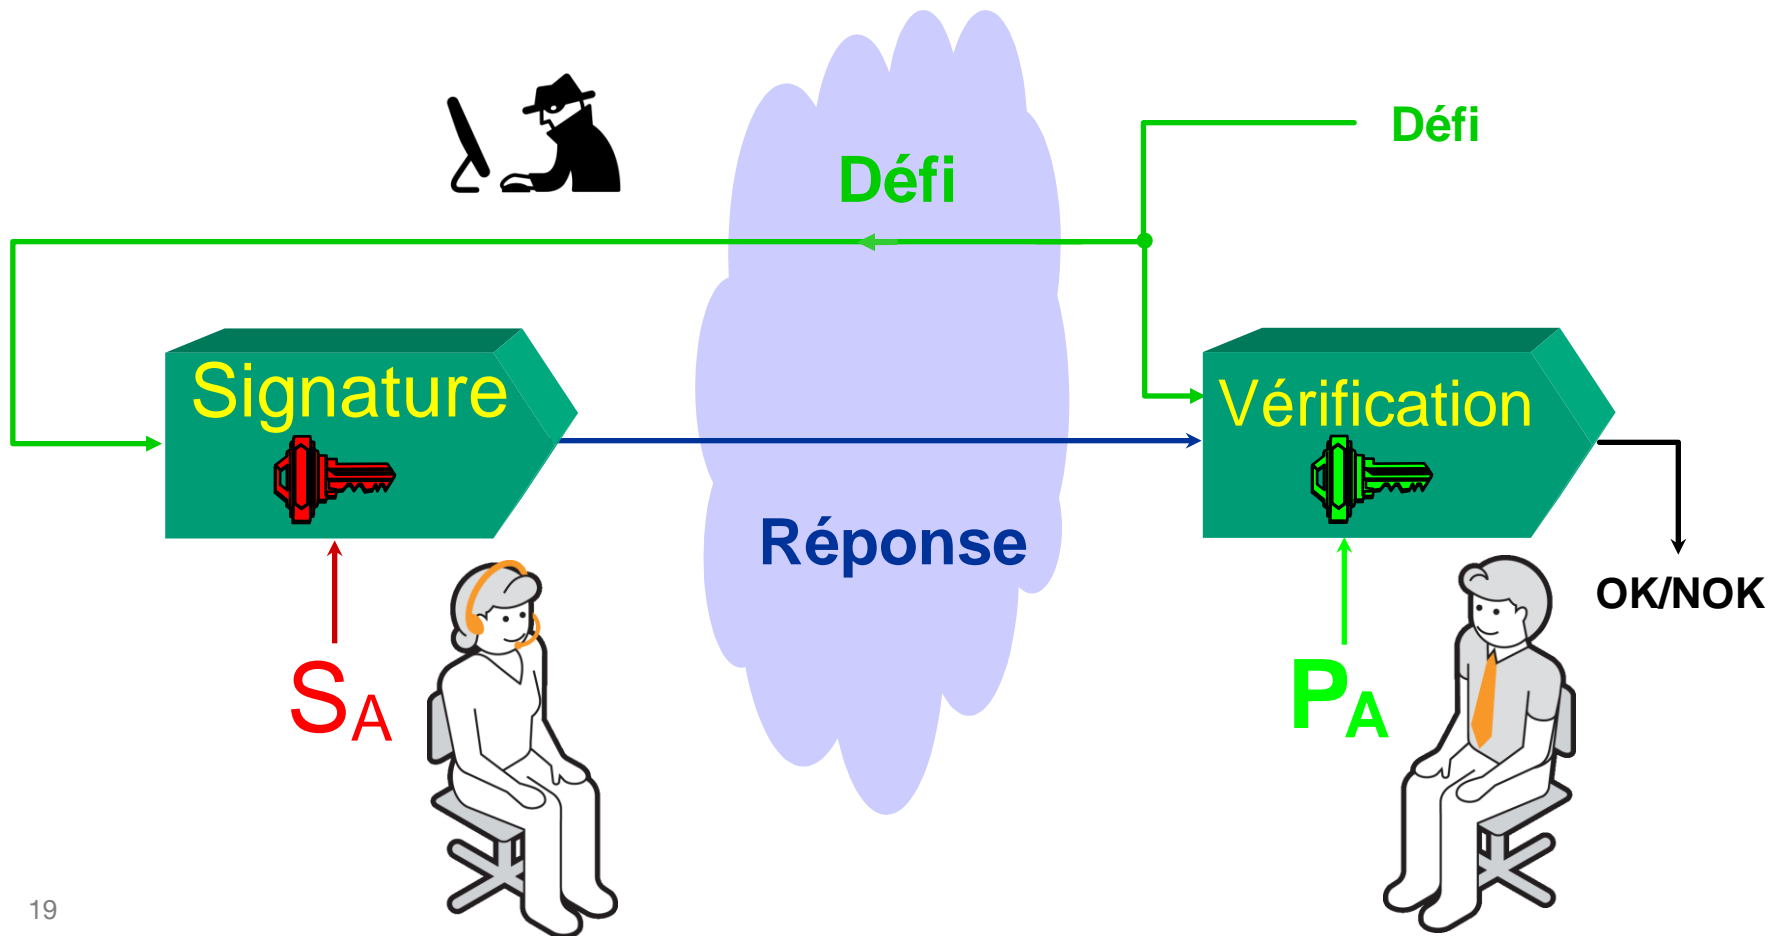 Défi
Défi
Signature
Vérification
Réponse
OK/NOK
SA
PA
19